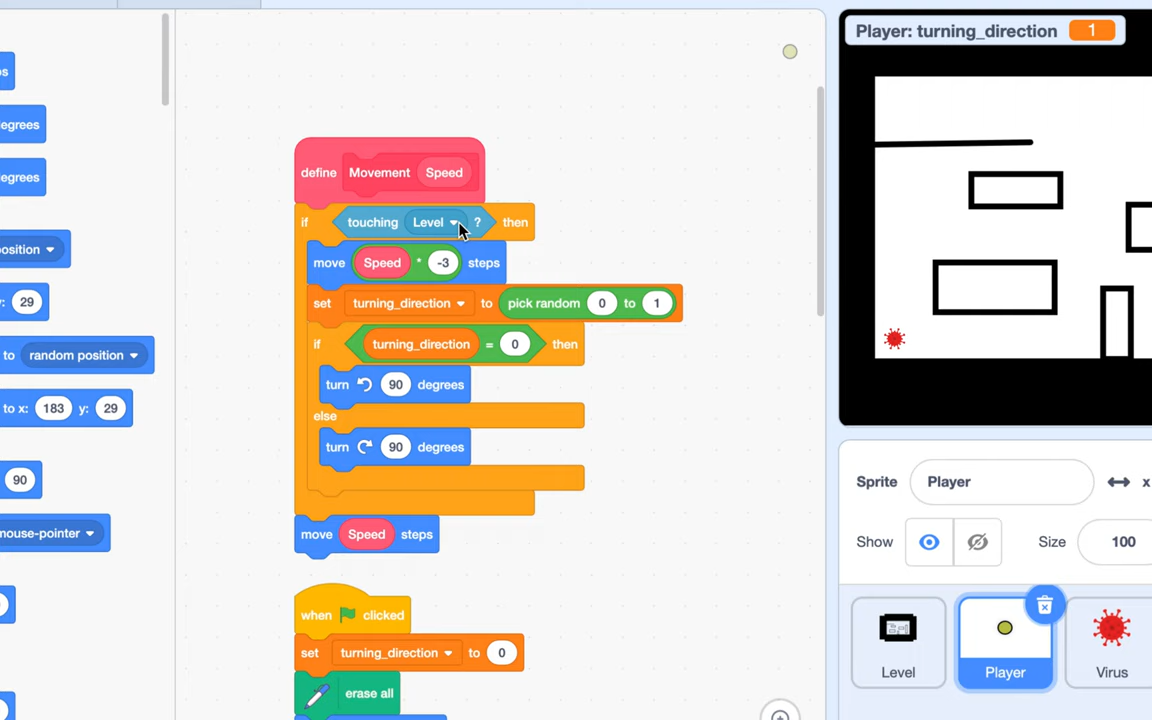 s
egrees
egrees
osition
y: 29
to random position
to x: 183 y: 29
90
mouse-pointer
define Movement Speed
if touching Level ? then
move Speed * -3 steps
set turning_direction to pick random 0 to 1
if turning_direction = 0 then
turn 90 degrees
else
turn 90 degrees
move Speed steps
when clicked
set turning_direction to 0
erase all
Player: turning_direction 1
Sprite Player x
Show Size 100
Level Player Virus